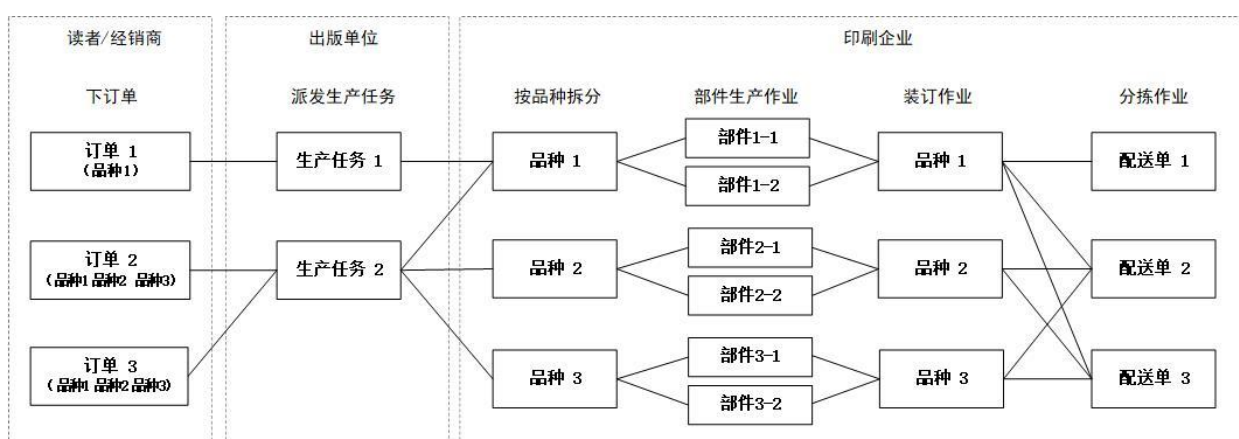 读者/经销商 出版单位 印刷企业
下订单 派发生产任务 按品种拆分 部件生产作业 装订作业 分拣作业
订单 1
（品种1）
生产任务 1
品种 1
部件1-1
部件1-2
品种 1
配送单 1
订单 2
（品种1 品种2 品种3）
生产任务 2
品种 2
部件2-1
部件2-2
品种 2
配送单 2
订单 3
（品种1 品种2 品种3）
品种 3
部件3-1
部件3-2
品种 3
配送单 3